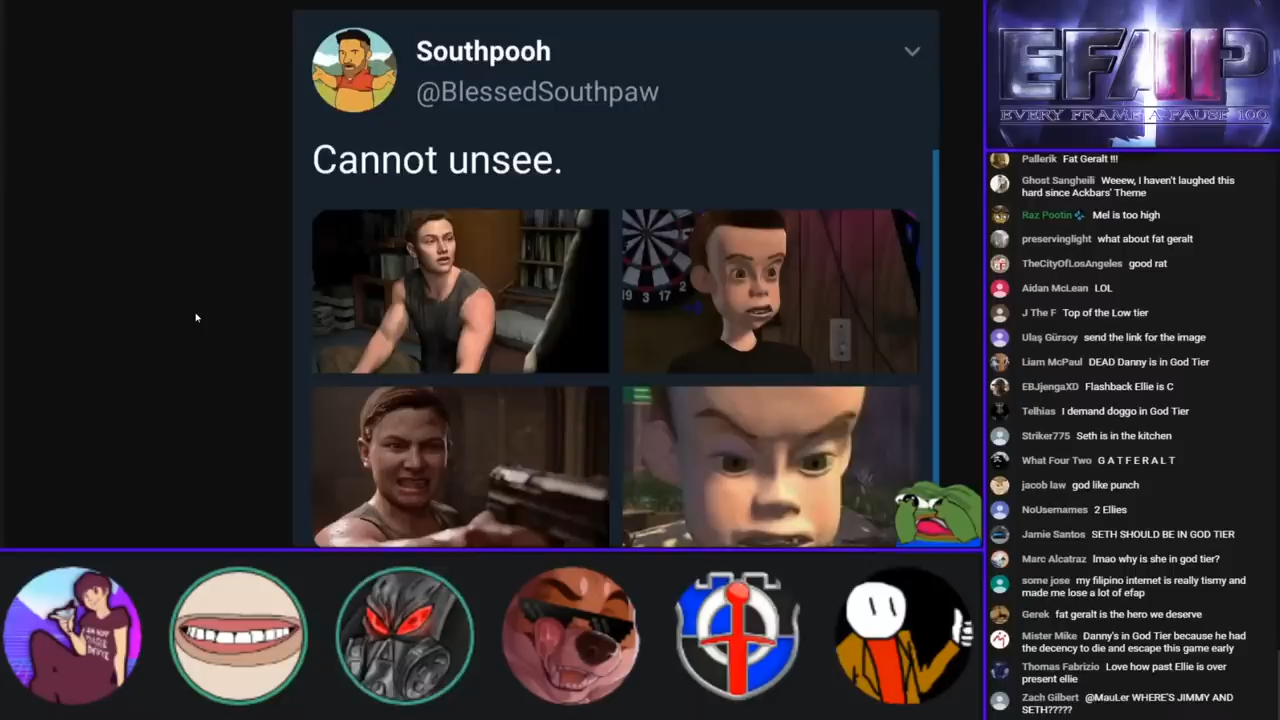 Southpooh
@BlessedSouthpaw
Cannot unsee.
19 3 17 2
EFAP
EVERY FRAME A PAUSE 100
Pallerik Fat Geralt !!!
Ghost Sangheili Weeew, I haven't laughed this
hard since Ackbars' Theme
Raz Pootin Mel is too high
preservinglight what about fat geralt
TheCityOfLosAngeles good rat
Aidan McLean LOL
J The F Top of the Low tier
Ulaş Gürsoy send the link for the image
Liam McPaul DEAD Danny is in God Tier
EBJjengaXD Flashback Ellie is C
Telhias I demand doggo in God Tier
Striker775 Seth is in the kitchen
What Four Two G A T F E R A L T
jacob law god like punch
NoUsernames 2 Ellies
Jamie Santos SETH SHOULD BE IN GOD TIER
Marc Alcatraz lmao why is she in god tier?
some jose my filipino internet is really tismy and
made me lose a lot of efap
Gerek fat geralt is the hero we deserve
Mister Mike Danny's in God Tier because he had
the decency to die and escape this game early
Thomas Fabrizio Love how past Ellie is over
present ellie
Zach Gilbert @MauLer WHERE'S JIMMY AND
SETH?????